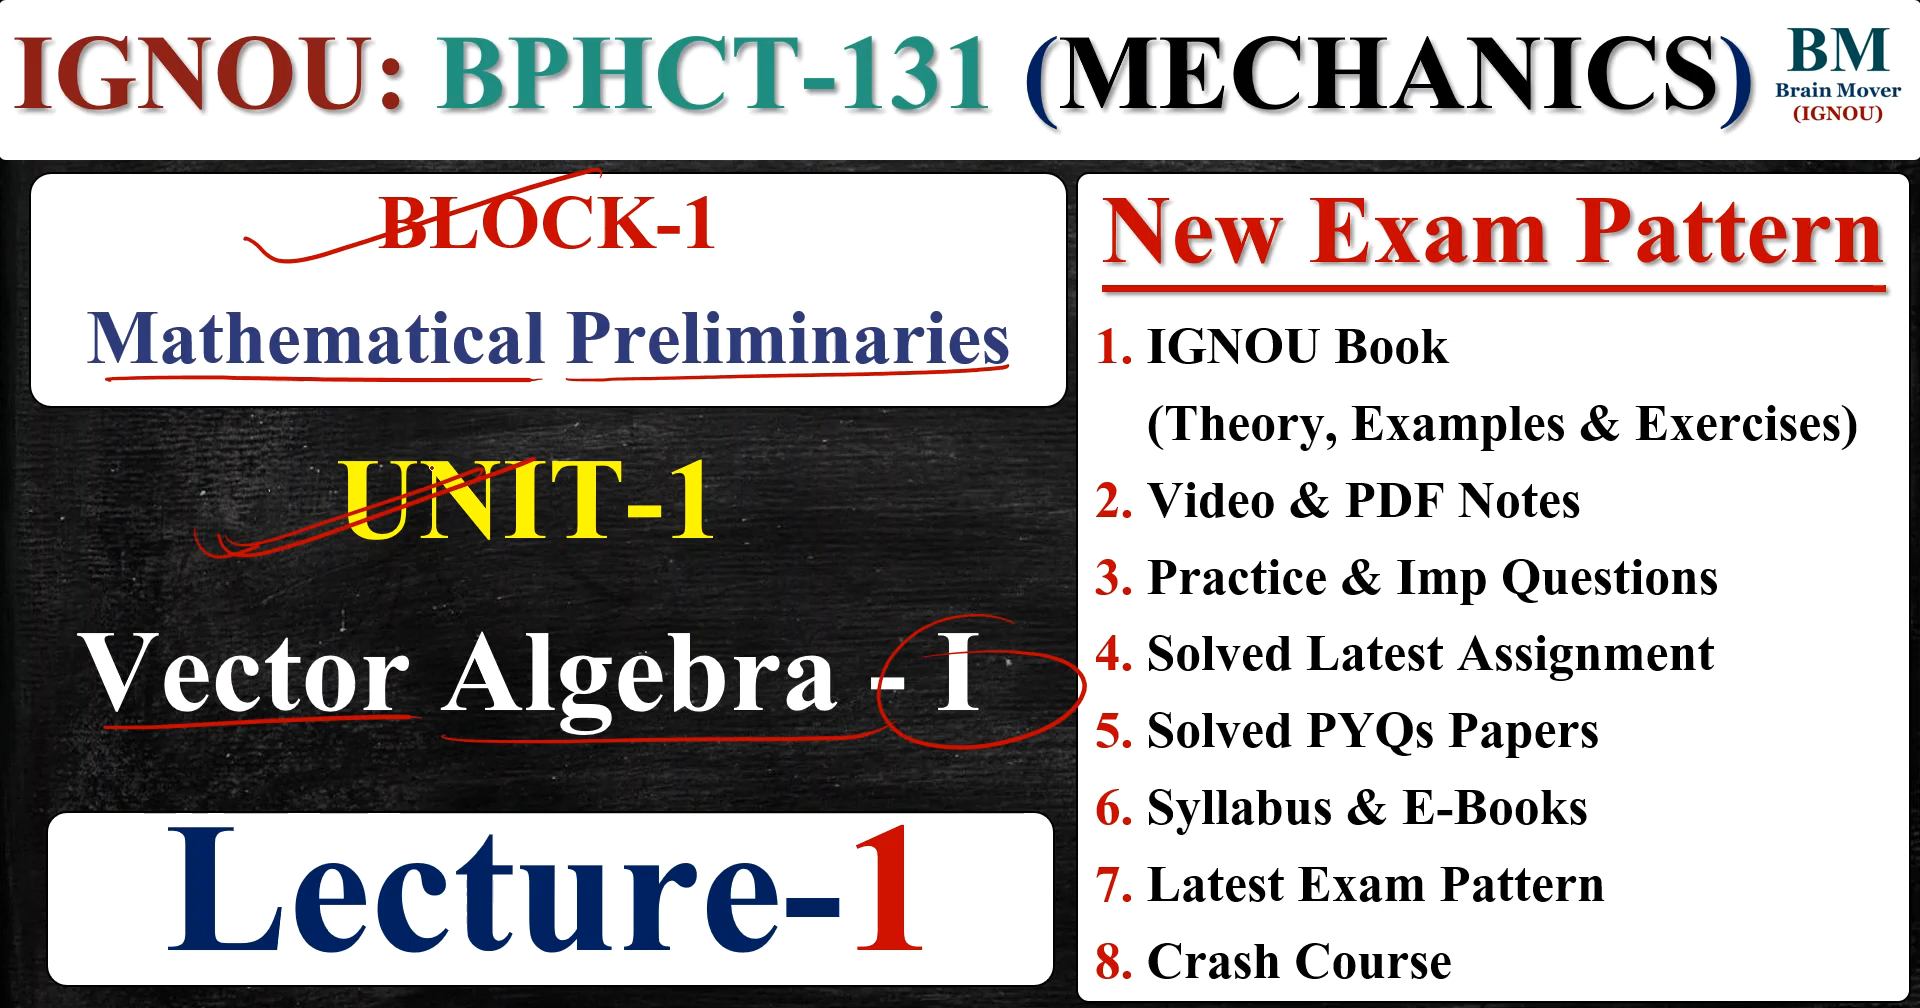 IGNOU: BPHCT-131 (MECHANICS)
BM
Brain Mover
(IGNOU)
BLOCK-1
Mathematical Preliminaries
UNIT-1
Vector Algebra - I
Lecture-1
New Exam Pattern
1. IGNOU Book
(Theory, Examples & Exercises)
2. Video & PDF Notes
3. Practice & Imp Questions
4. Solved Latest Assignment
5. Solved PYQs Papers
6. Syllabus & E-Books
7. Latest Exam Pattern
8. Crash Course